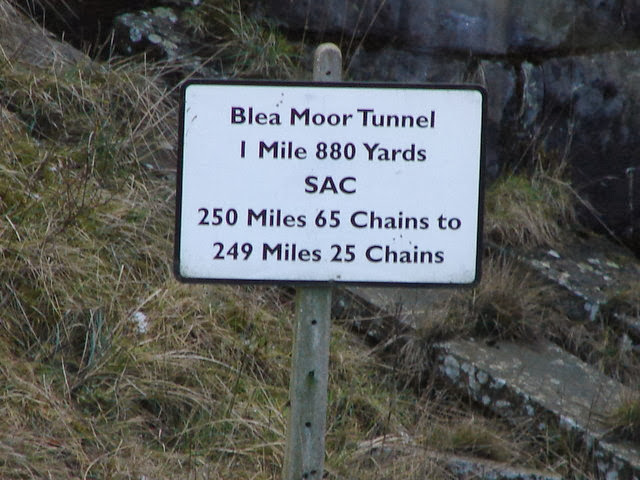 Blea Moor Tunnel
1 Mile 880 Yards
SAC
250 Miles 65 Chains to
249 Miles 25 Chains